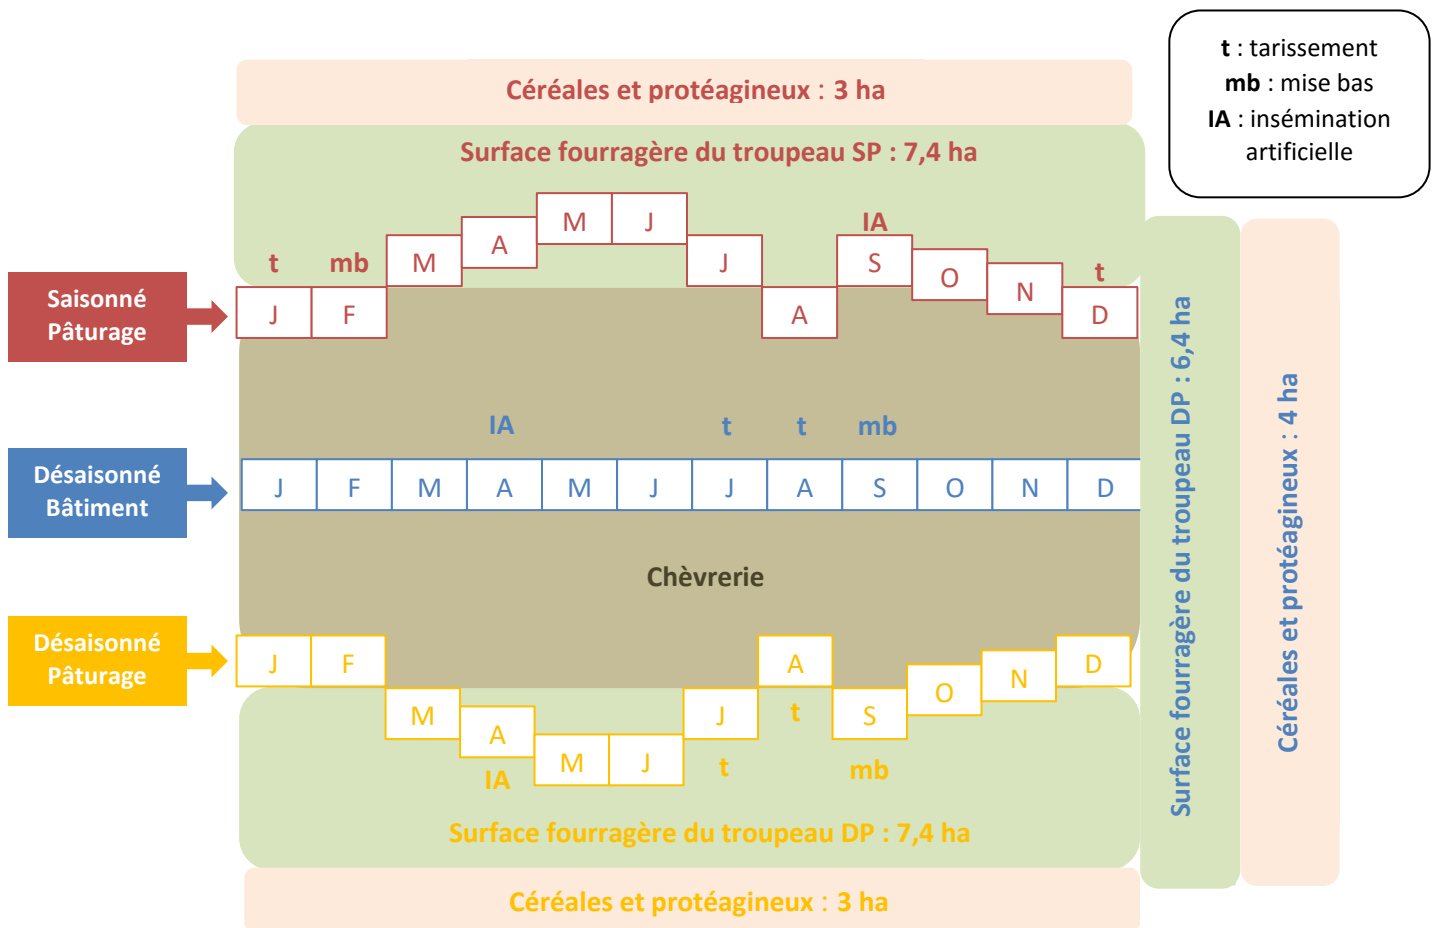 t : tarissement
mb : mise bas
IA : insémination
artificielle
Céréales et protéagineux : 3 ha
Surface fourragère du troupeau SP : 7,4 ha
Saisonné
Pâturage
t mb IA t
J F M A M J J A S O N D
Désaisonné
Bâtiment
IA t t mb
J F M A M J J A S O N D
Chèvrerie
Désaisonné
Pâturage
J F M A M J J A S O N D
IA t t mb
Surface fourragère du troupeau DP : 7,4 ha
Céréales et protéagineux : 3 ha
Surface fourragère du troupeau DP : 6,4 ha
Céréales et protéagineux : 4 ha